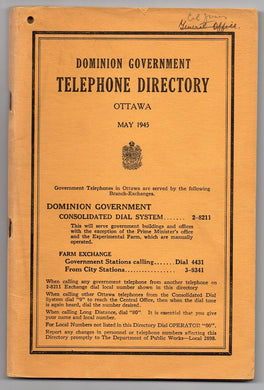 General Office
DOMINION GOVERNMENT
TELEPHONE DIRECTORY
OTTAWA
MAY 1945
Government Telephones in Ottawa are served by the following
Branch-Exchanges.
DOMINION GOVERNMENT
CONSOLIDATED DIAL SYSTEM........2-8211
This will serve government buildings and offices
with the exception of the Prime Minister's office
and the Experimental Farm, which are manually
operated.
FARM EXCHANGE
Government Stations calling........Dial 4431
From City Stations........3-9241
When calling any government telephone from another telephone on
2-8211 Exchange dial local number shown in this directory
When calling other Ottawa telephones from the Consolidated Dial
System dial "9" to reach the Central Office, then when the dial tone
is again heard, dial the number desired.
When calling Long Distance, dial "80" It is essential that you give
your name and local number.
For Local Numbers not listed in this Directory Dial OPERATOR "00".
Report any changes in personnel or telephone numbers affecting this
Directory promptly to The Department of Public Works—Local 3898.